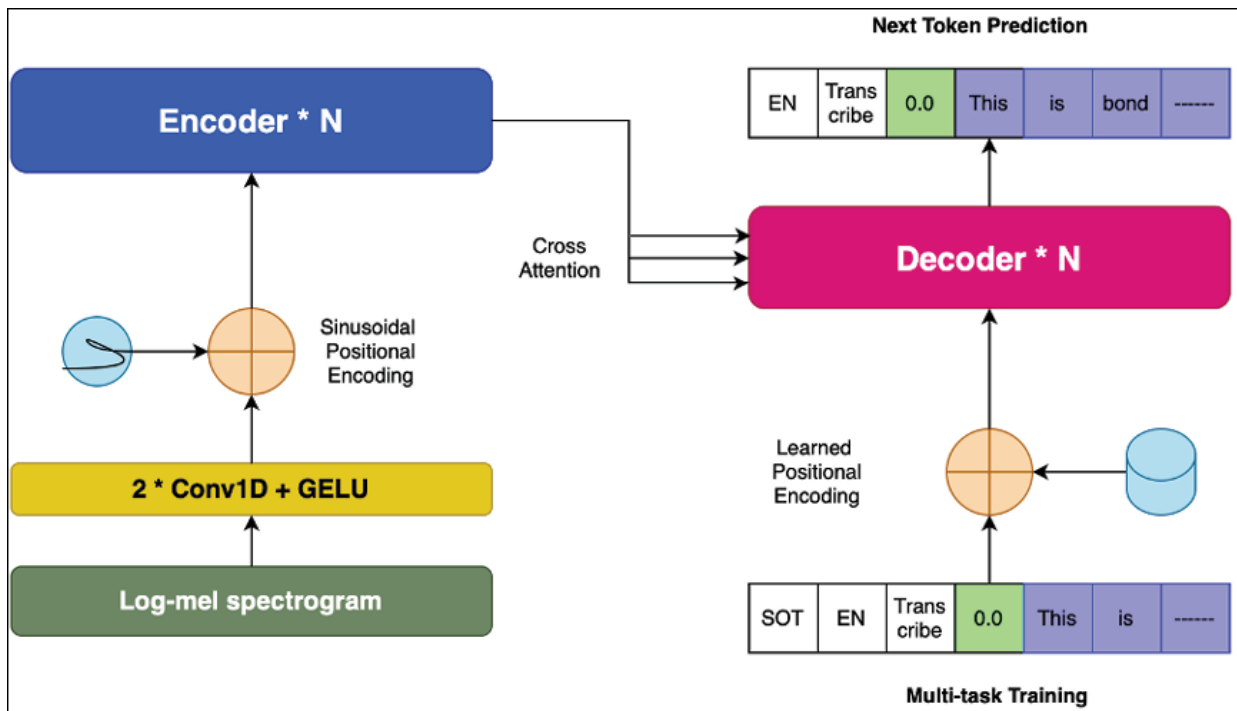 Next Token Prediction
EN Trans 0.0 This is bond ------
cribe
Encoder * N
Cross
Attention
Decoder * N
Sinusoidal
Positional
Encoding
Learned
Positional
Encoding
2 * Conv1D + GELU
Log-mel spectrogram
SOT EN Trans 0.0 This is ------
cribe
Multi-task Training